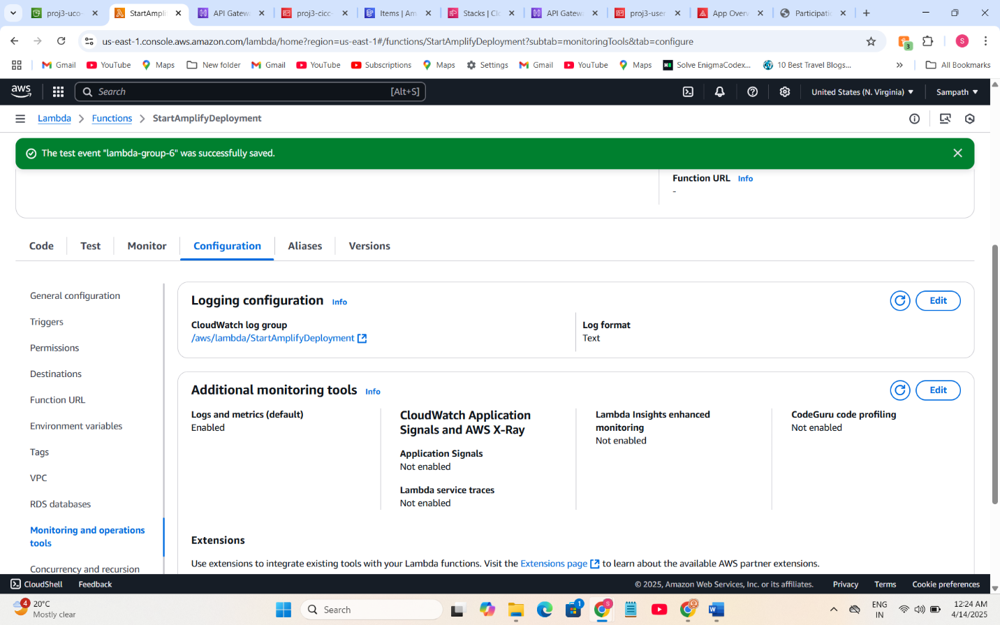 proj3-uco-
StartAmplif
API Gatew
proj3-cicc-
Items | Am
Stacks | Clo
API Gatew
proj3-user
App Overv
Participatio
us-east-1.console.aws.amazon.com/lambda/home?region=us-east-1#/functions/StartAmplifyDeployment?subtab=monitoringTools&tab=configure
3
S
Gmail
YouTube
Maps
New folder
Gmail
YouTube
Subscriptions
Maps
Settings
Gmail
YouTube
Maps
Solve EnigmaCodex...
10 Best Travel Blogs...
»
All Bookmarks
aws
Search
[Alt+S]
United States (N. Virginia)
Sampath
Lambda
Functions
StartAmplifyDeployment
The test event "lambda-group-6" was successfully saved.
Function URL Info
-
Code
Test
Monitor
Configuration
Aliases
Versions
General configuration
Triggers
Permissions
Destinations
Function URL
Environment variables
Tags
VPC
RDS databases
Monitoring and operations
tools
Concurrency and recursion
Logging configuration Info
Edit
CloudWatch log group
/aws/lambda/StartAmplifyDeployment
Log format
Text
Additional monitoring tools Info
Edit
Logs and metrics (default)
Enabled
CloudWatch Application
Signals and AWS X-Ray
Application Signals
Not enabled
Lambda service traces
Not enabled
Lambda Insights enhanced
monitoring
Not enabled
CodeGuru code profiling
Not enabled
Extensions
Use extensions to integrate existing tools with your Lambda functions. Visit the Extensions page to learn about the available AWS partner extensions.
CloudShell
Feedback
© 2025, Amazon Web Services, Inc. or its affiliates.
Privacy
Terms
Cookie preferences
4
20°C
Mostly clear
Search
1
S
ENG
IN
12:24 AM
4/14/2025